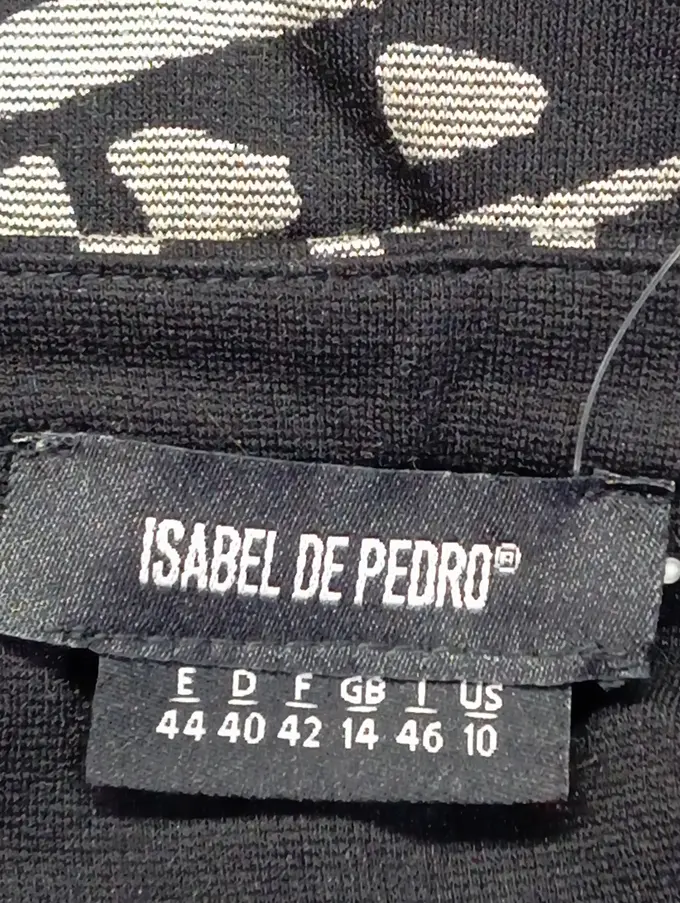 ISABEL DE PEDRO®
E D F GB I US
44 40 42 14 46 10